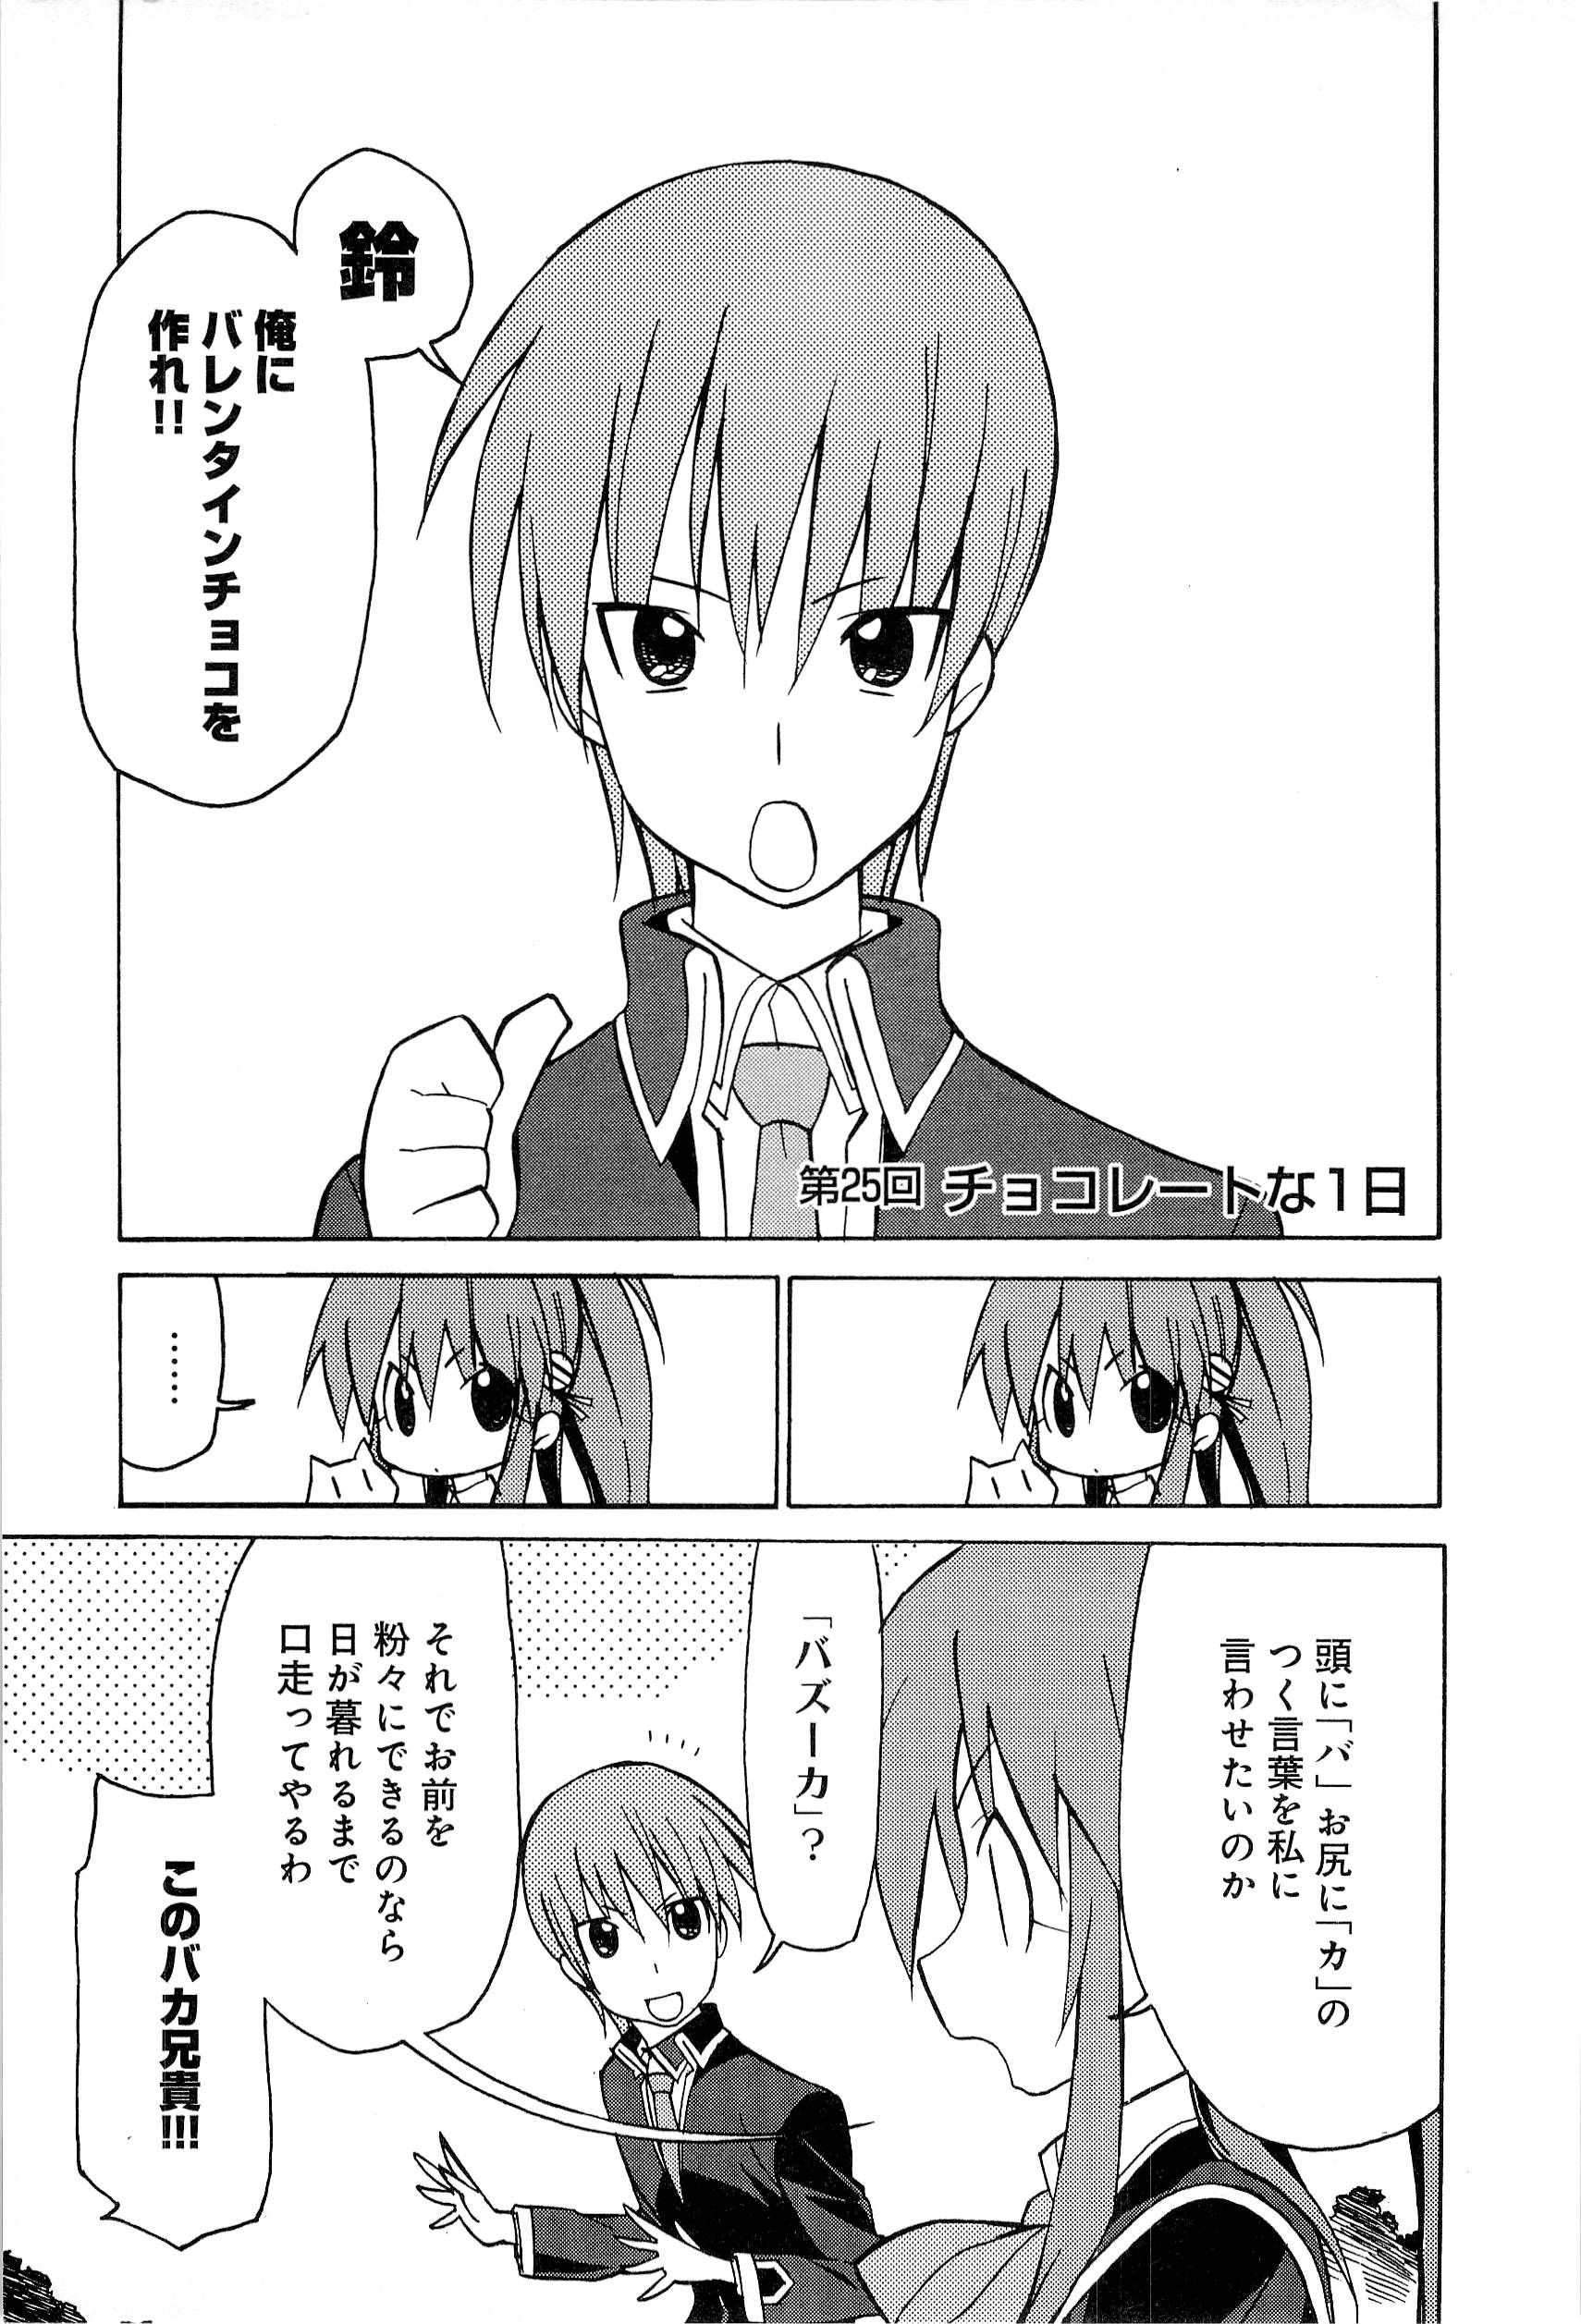 鈴
俺に
バレンタインチョコを
作れ!!
第25回 チョコレートな1日
……
頭に「バ」お尻に「カ」の
つく言葉を私に
言わせたいのか
「バズーカ」？
それでお前を
粉々にできるのなら
日が暮れるまで
口走ってやるわ
このバカ兄貴!!!